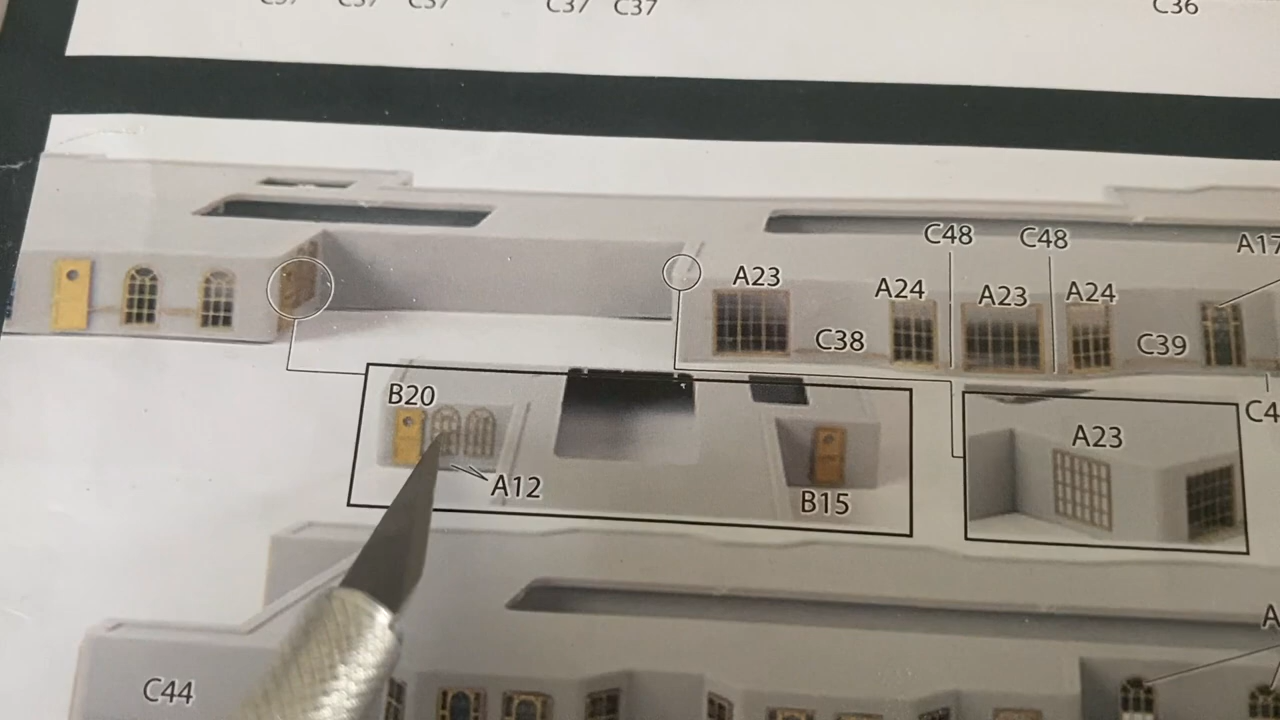 C37 C37 C37 C37 C37 C36
C48 C48 A17
A23 A24 A23 A24
C38 C39
B20 A23 C4
A12 B15
C44
A